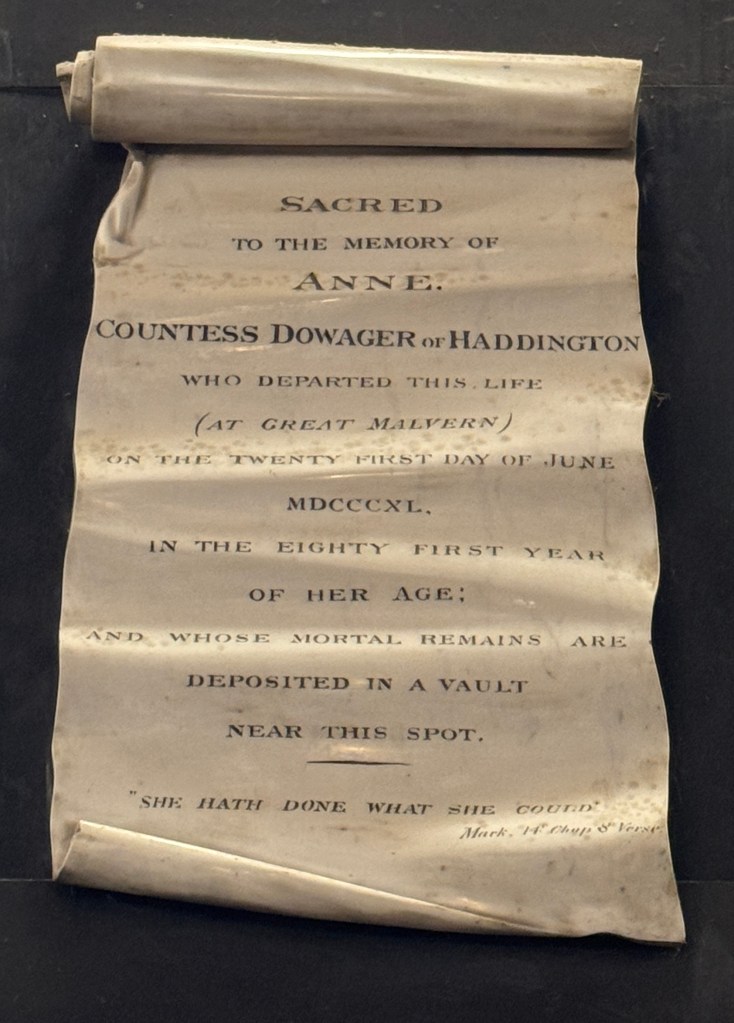 SACRED
TO THE MEMORY OF
ANNE.
COUNTESS DOWAGER OF HADDINGTON
WHO DEPARTED THIS LIFE
(AT GREAT MALVERN)
ON THE TWENTY FIRST DAY OF JUNE
MDCCCXL,
IN THE EIGHTY FIRST YEAR
OF HER AGE;
AND WHOSE MORTAL REMAINS ARE
DEPOSITED IN A VAULT
NEAR THIS SPOT.
"SHE HATH DONE WHAT SHE COULD"
Mark, 14th Chap 8th Verse